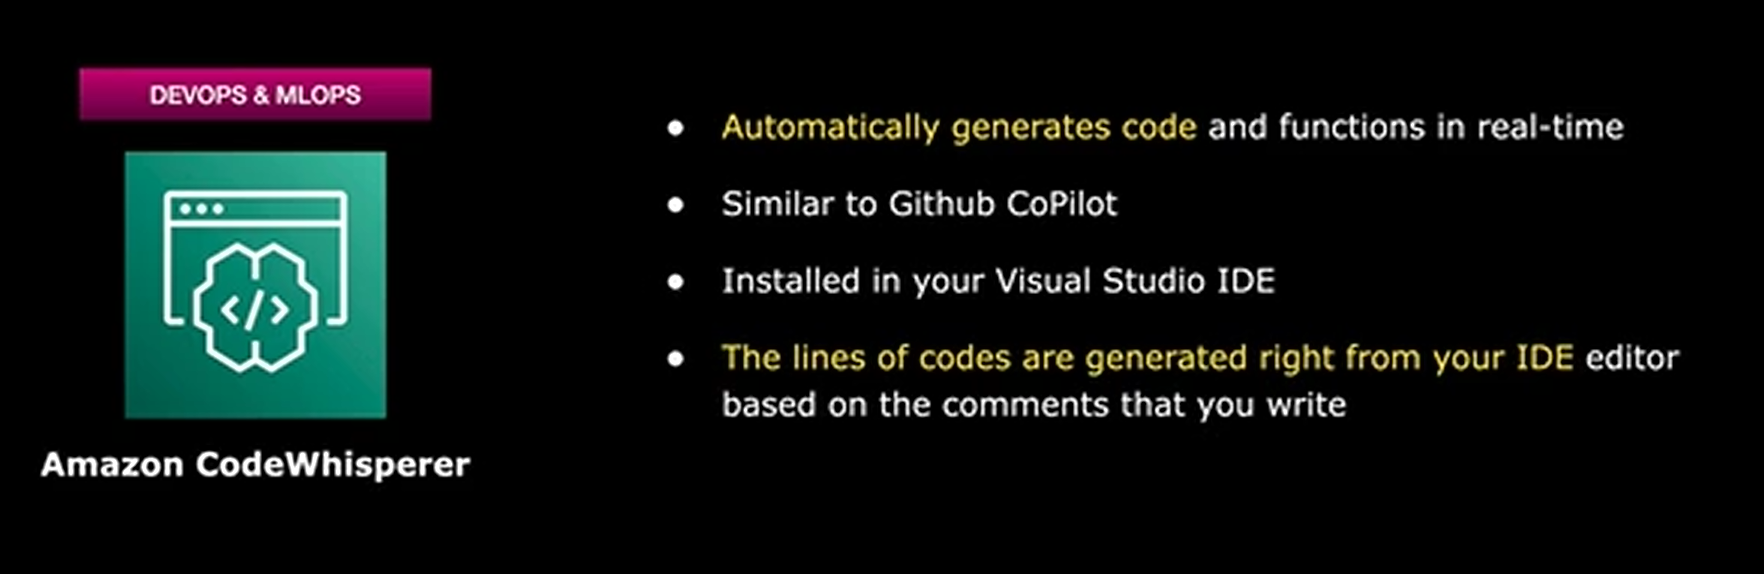 DEVOPS & MLOPS
</>
Amazon CodeWhisperer
● Automatically generates code and functions in real-time
● Similar to Github CoPilot
● Installed in your Visual Studio IDE
● The lines of codes are generated right from your IDE editor
based on the comments that you write